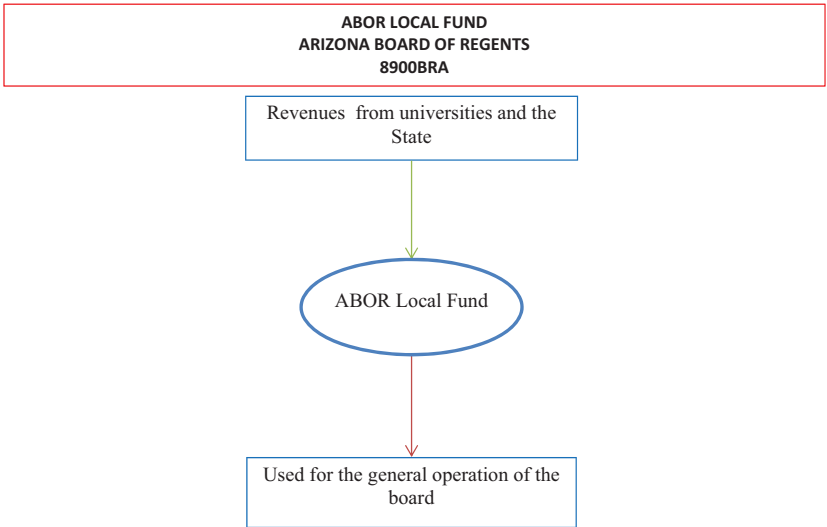 ABOR LOCAL FUND
ARIZONA BOARD OF REGENTS
8900BRA
Revenues from universities and the
State
ABOR Local Fund
Used for the general operation of the
board